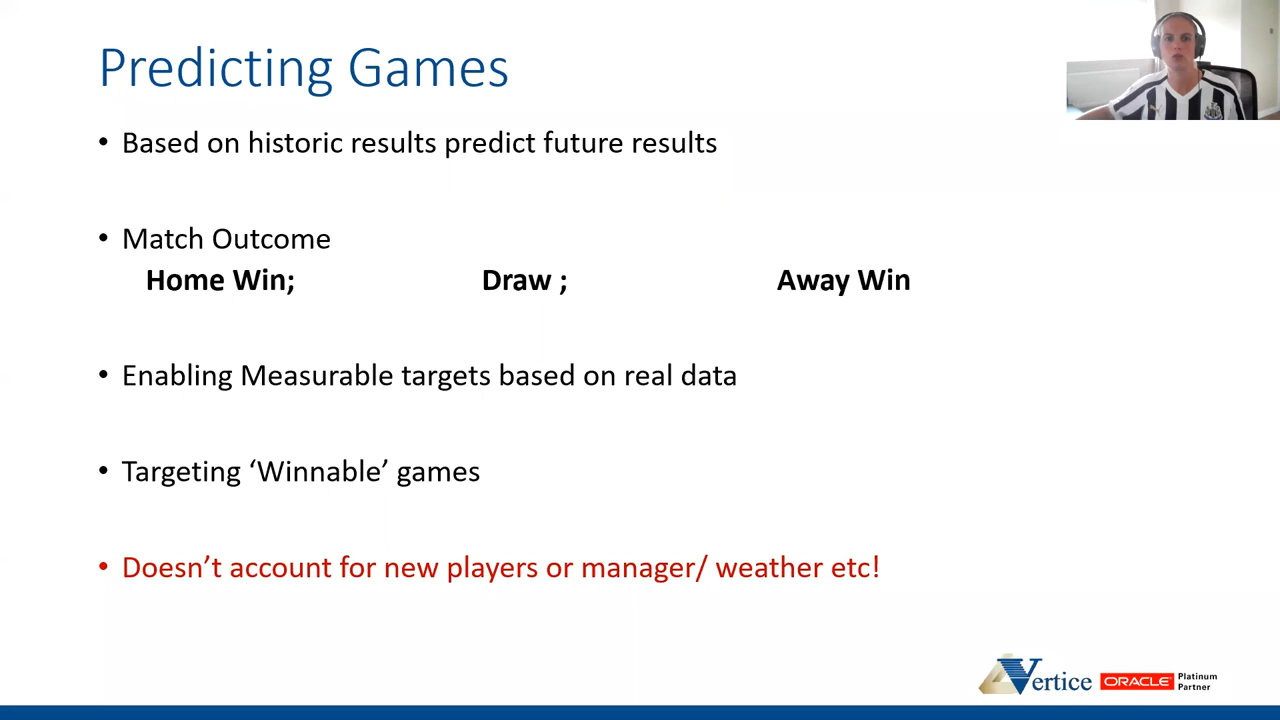 Predicting Games
• Based on historic results predict future results
• Match Outcome
Home Win; Draw ; Away Win
• Enabling Measurable targets based on real data
• Targeting ‘Winnable’ games
• Doesn’t account for new players or manager/ weather etc!
Vertice ORACLE Platinum
Partner